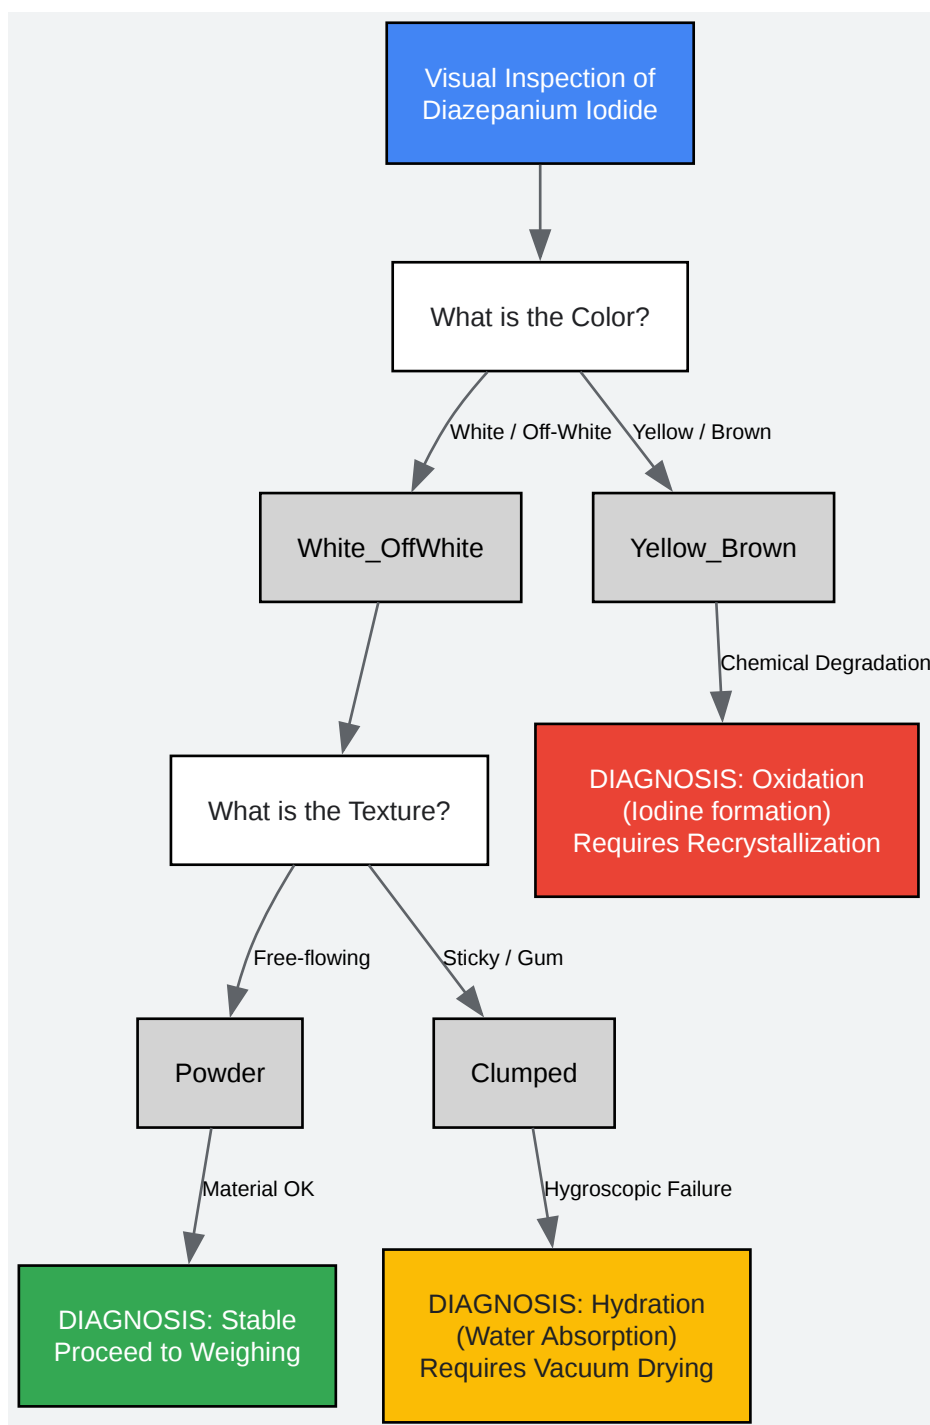 Visual Inspection of
Diazepanium Iodide
What is the Color?
White / Off-White
Yellow / Brown
White_OffWhite
Yellow_Brown
Chemical Degradation
What is the Texture?
DIAGNOSIS: Oxidation
(Iodine formation)
Requires Recrystallization
Free-flowing
Sticky / Gum
Powder
Clumped
Material OK
Hygroscopic Failure
DIAGNOSIS: Stable
Proceed to Weighing
DIAGNOSIS: Hydration
(Water Absorption)
Requires Vacuum Drying